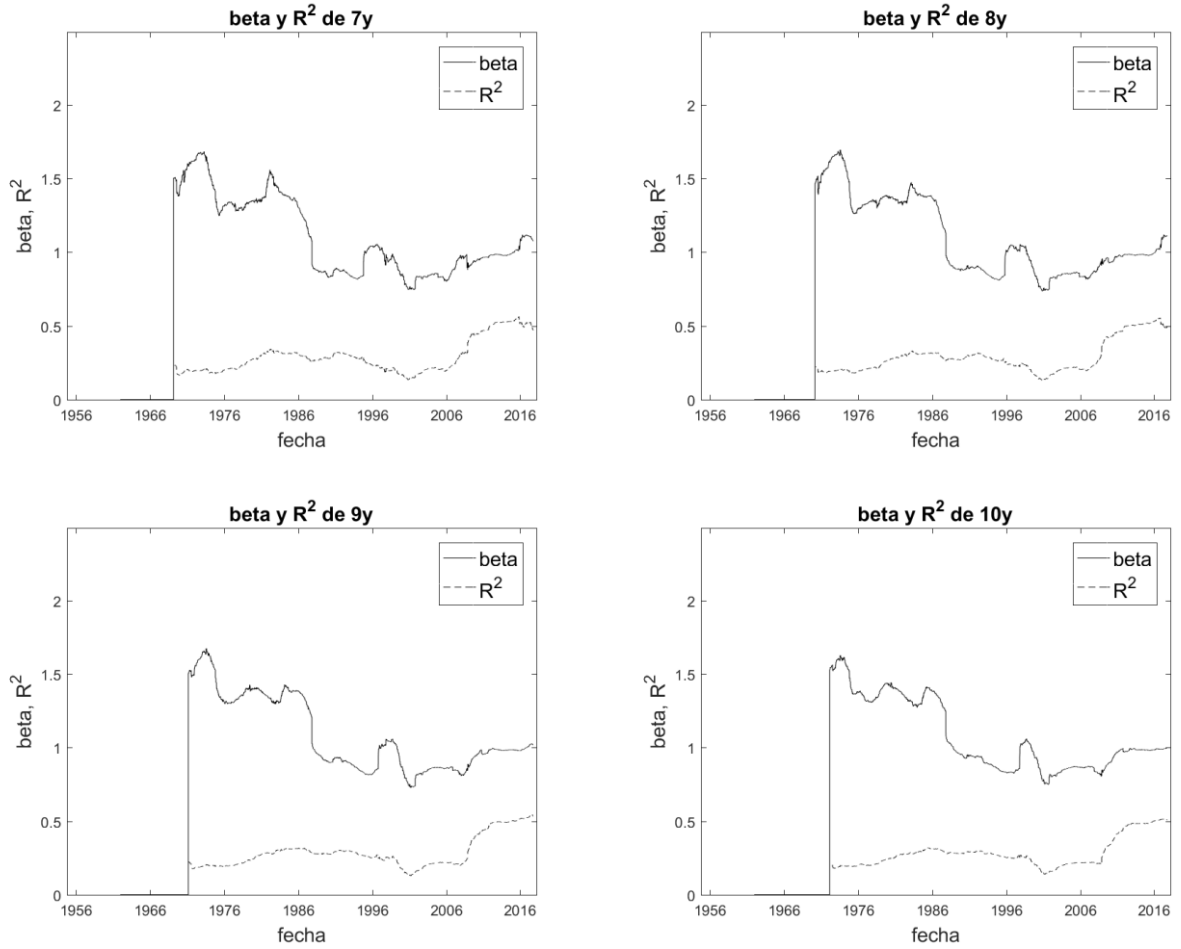 beta y R² de 7y
beta
R²
2
1.5
1
0.5
0
beta, R²
1956 1966 1976 1986 1996 2006 2016
fecha
beta y R² de 8y
beta
R²
2
1.5
1
0.5
0
beta, R²
1956 1966 1976 1986 1996 2006 2016
fecha
beta y R² de 9y
beta
R²
2
1.5
1
0.5
0
beta, R²
1956 1966 1976 1986 1996 2006 2016
fecha
beta y R² de 10y
beta
R²
2
1.5
1
0.5
0
beta, R²
1956 1966 1976 1986 1996 2006 2016
fecha